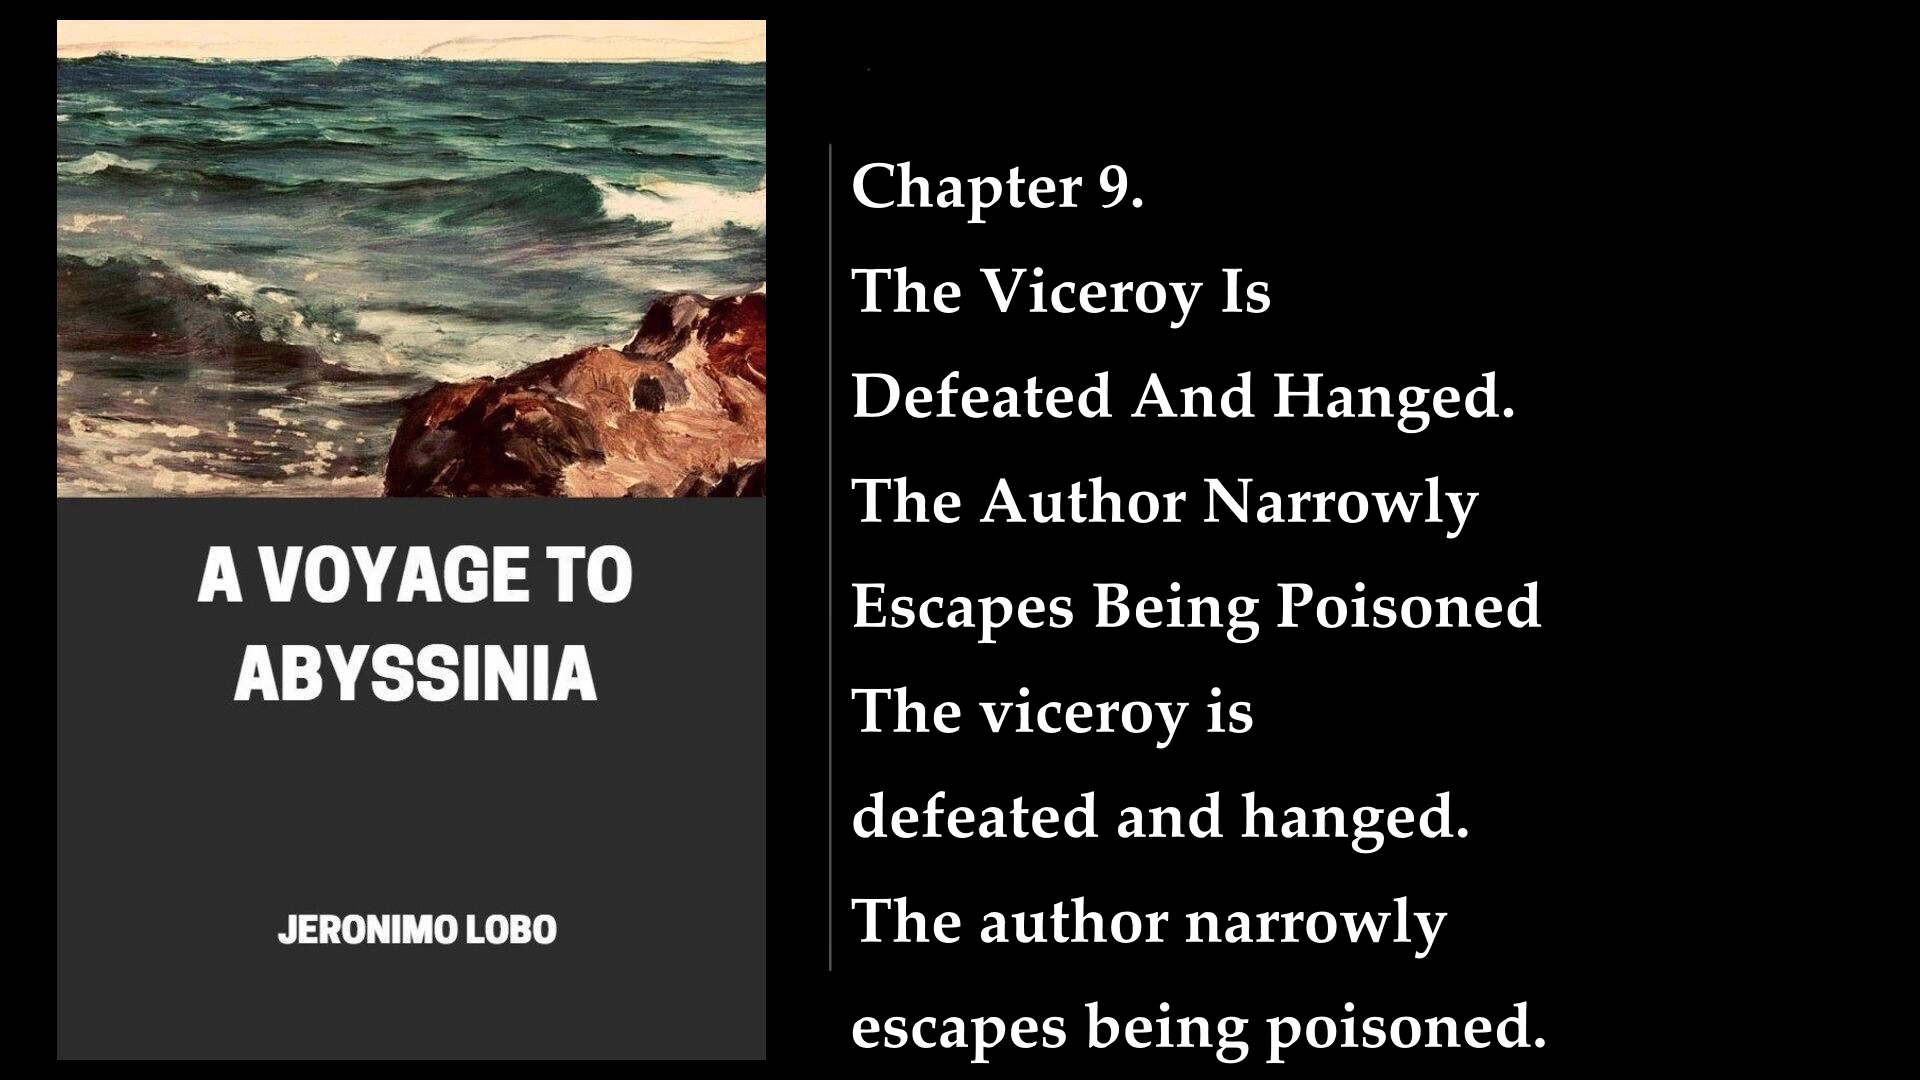 A VOYAGE TO
ABYSSINIA
JERONIMO LOBO
Chapter 9.
The Viceroy Is
Defeated And Hanged.
The Author Narrowly
Escapes Being Poisoned
The viceroy is
defeated and hanged.
The author narrowly
escapes being poisoned.